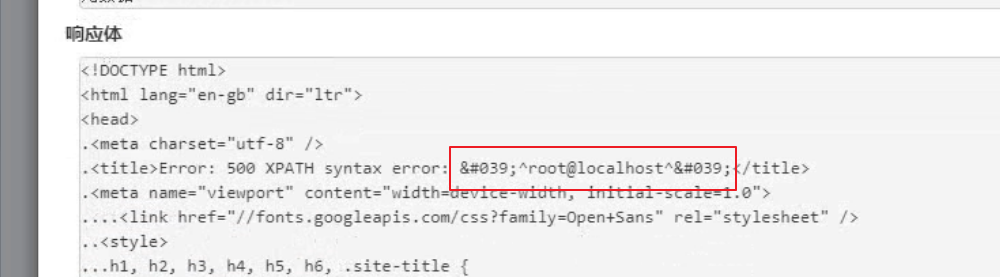 响应体
<!DOCTYPE html>
<html lang="en-gb" dir="ltr">
<head>
.<meta charset="utf-8" />
.<title>Error: 500 XPATH syntax error: &#039;^root@localhost^&#039;</title>
.<meta name="viewport" content="width=device-width, initial-scale=1.0">
....<link href="//fonts.googleapis.com/css?family=Open+Sans" rel="stylesheet" />
..<style>
...h1, h2, h3, h4, h5, h6, .site-title {